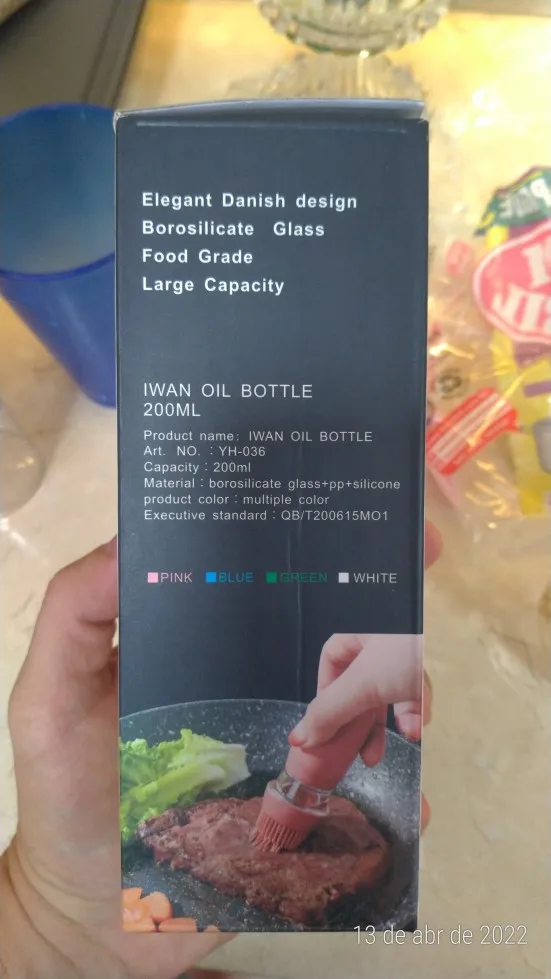 Elegant Danish design
Borosilicate Glass
Food Grade
Large Capacity
IWAN OIL BOTTLE
200ML
Product name: IWAN OIL BOTTLE
Art. NO. : YH-036
Capacity : 200ml
Material : borosilicate glass+pp+silicone
product color : multiple color
Executive standard : QB/T200615MO1
PINK BLUE GREEN WHITE
13 de abr de 2022